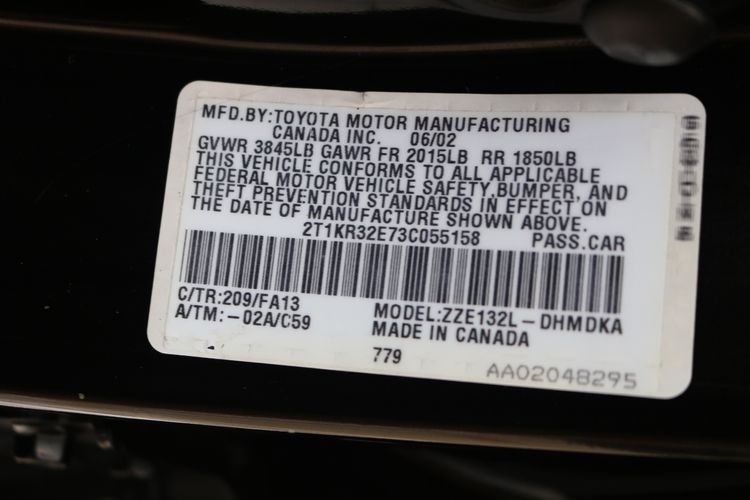 MFD.BY:TOYOTA MOTOR MANUFACTURING
CANADA INC. 06/02
GVWR 3845LB GAWR FR 2015LB RR 1850LB
THIS VEHICLE CONFORMS TO ALL APPLICABLE
FEDERAL MOTOR VEHICLE SAFETY,BUMPER, AND
THEFT PREVENTION STANDARDS IN EFFECT ON
THE DATE OF MANUFACTURE SHOWN ABOVE.
2T1KR32E73C055158 PASS.CAR
C/TR:209/FA13
A/TM:-02A/C59
MODEL:ZZE132L-DHMDKA
MADE IN CANADA
779
AA02048295